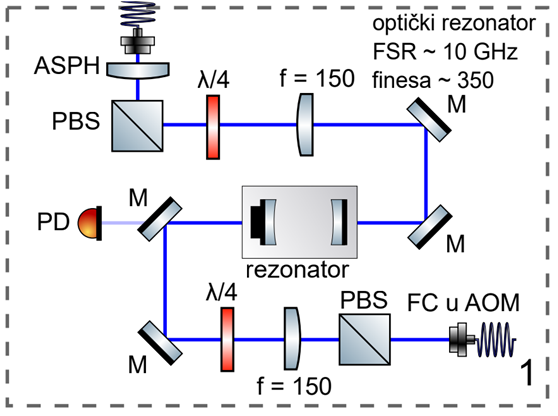 optički rezonator
FSR ~ 10 GHz
finesa ~ 350
ASPH
λ/4
f = 150
M
PBS
M
PD
M
rezonator
λ/4
PBS
FC u AOM
M
f = 150
1